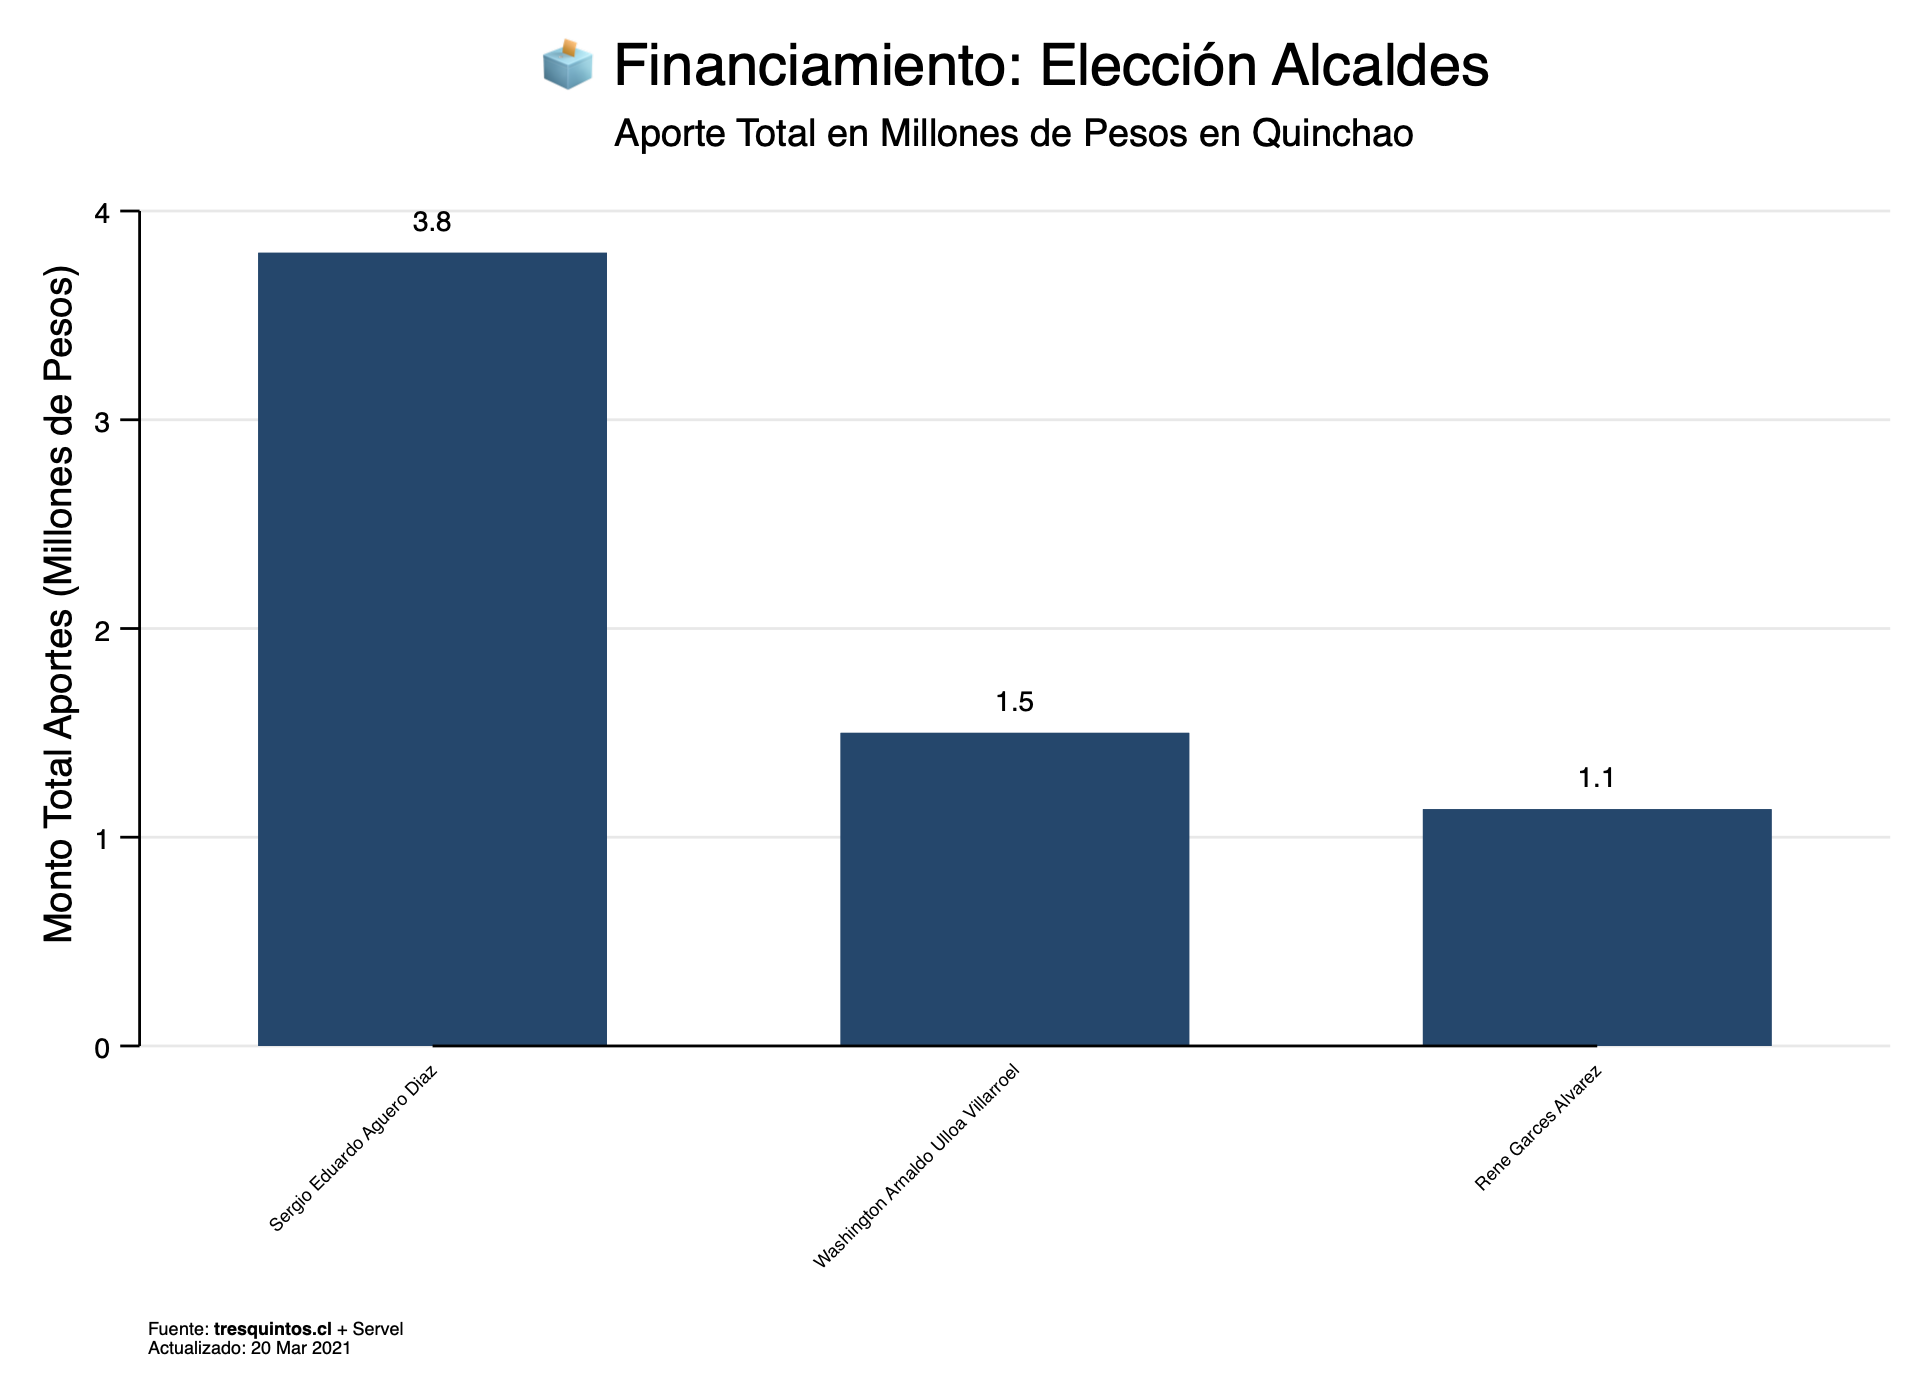 Financiamiento: Elección Alcaldes
Aporte Total en Millones de Pesos en Quinchao
Monto Total Aportes (Millones de Pesos)
4
3
2
1
0
3.8
1.5
1.1
Sergio Eduardo Aguero Diaz
Washington Arnaldo Ulloa Villarroel
Rene Garces Alvarez
Fuente: tresquintos.cl + Servel
Actualizado: 20 Mar 2021